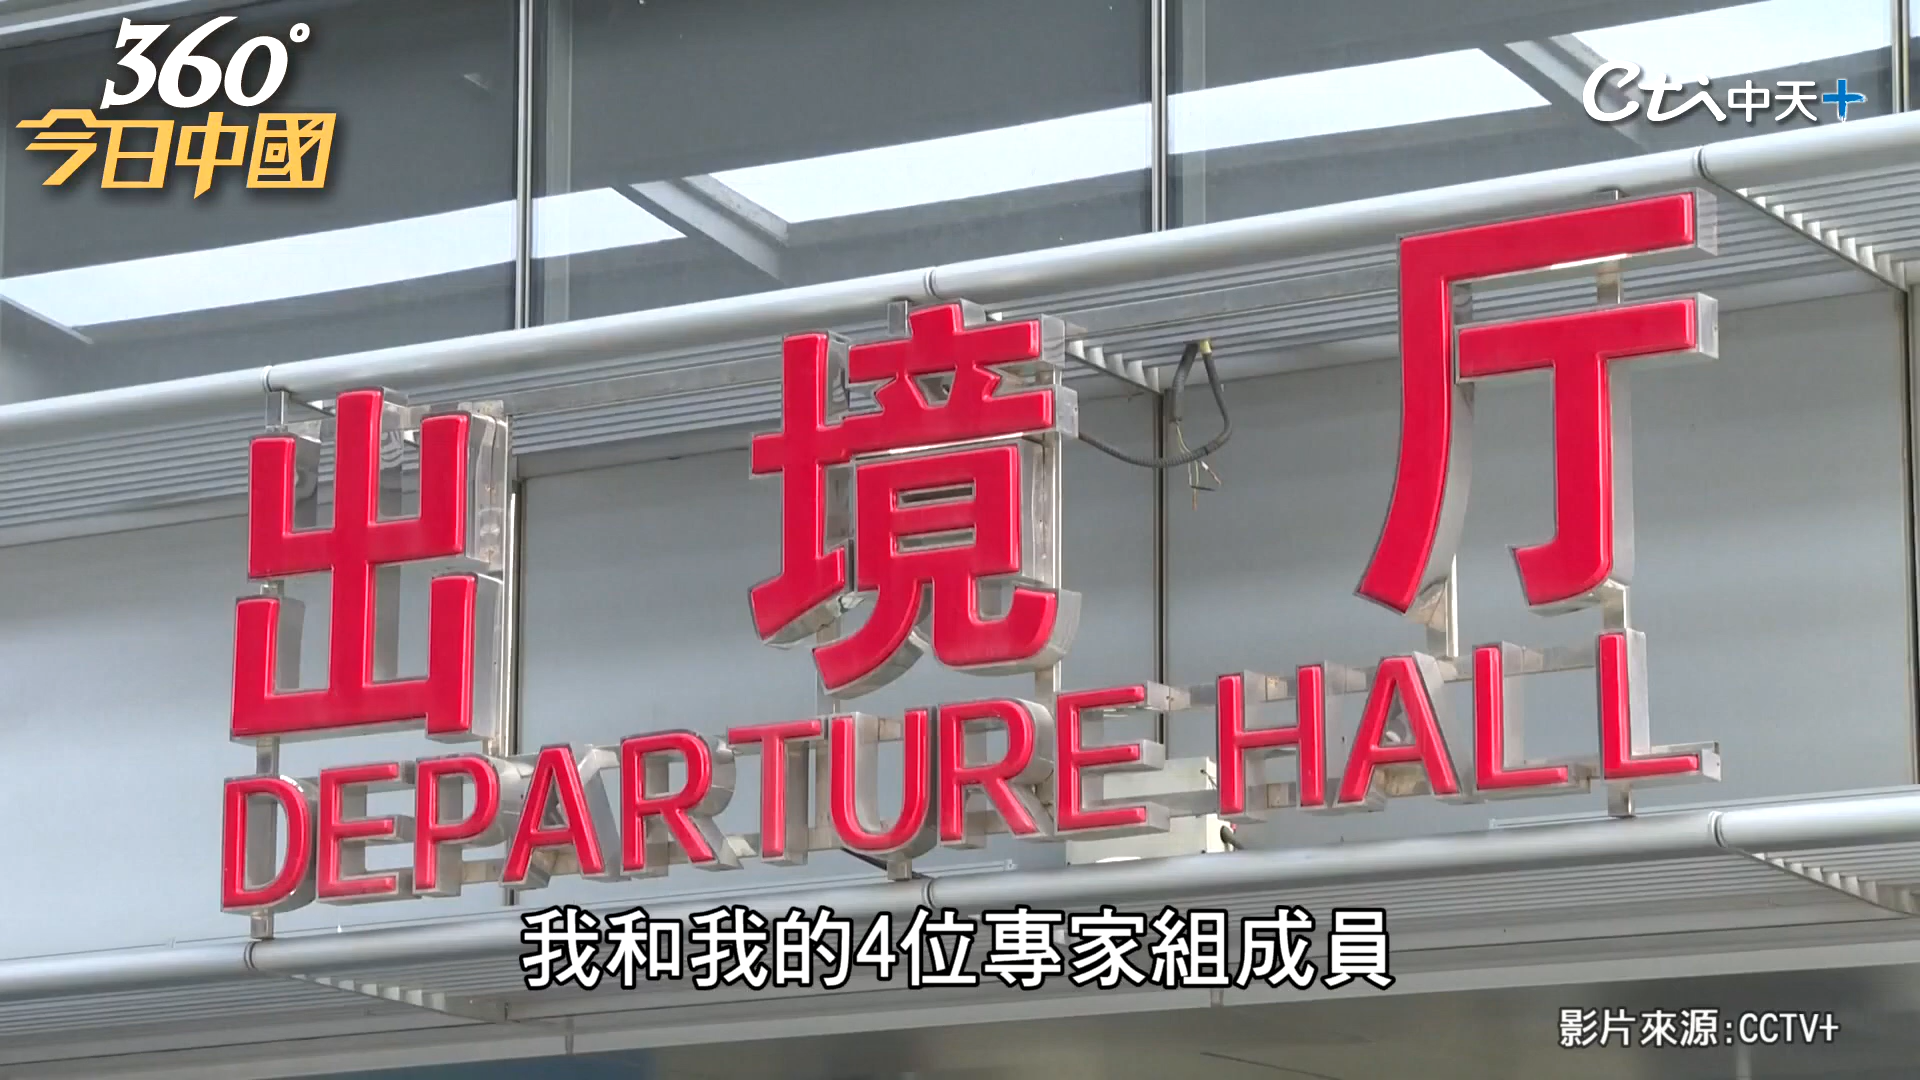 360°
今日中國
cti中天+
出境厅
DEPARTURE HALL
我和我的4位專家組成員
影片來源:CCTV+